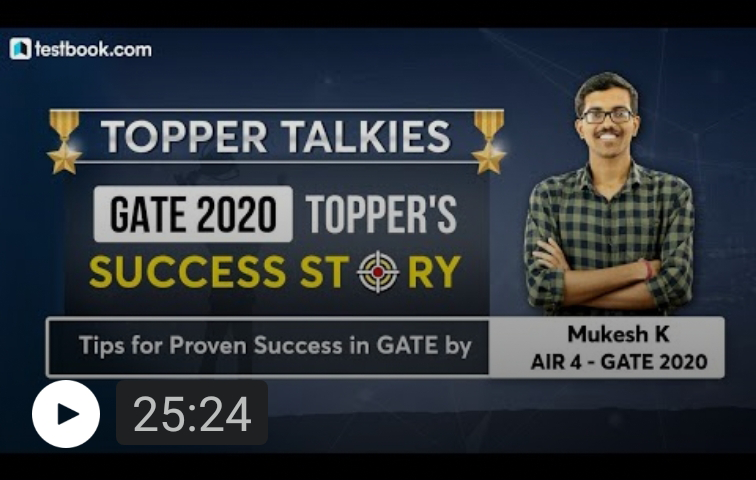 testbook.com
TOPPER TALKIES
GATE 2020 TOPPER'S
SUCCESS STORY
Tips for Proven Success in GATE by
Mukesh K
AIR 4 - GATE 2020
25:24